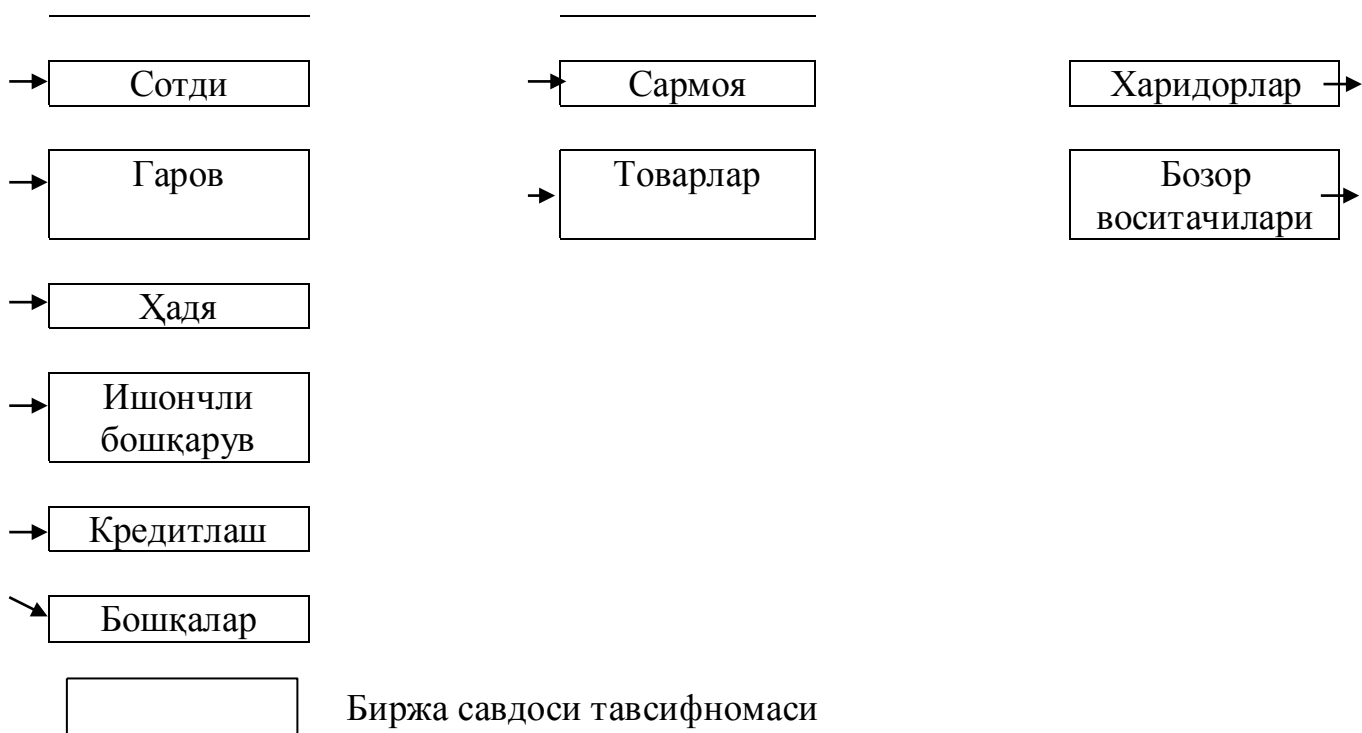 Сотди
Сармоя
Харидорлар
Гаров
Товарлар
Бозор
воситачилари
Ҳадя
Ишончли
бошқарув
Кредитлаш
Бошқалар
Биржа савдоси тавсифномаси